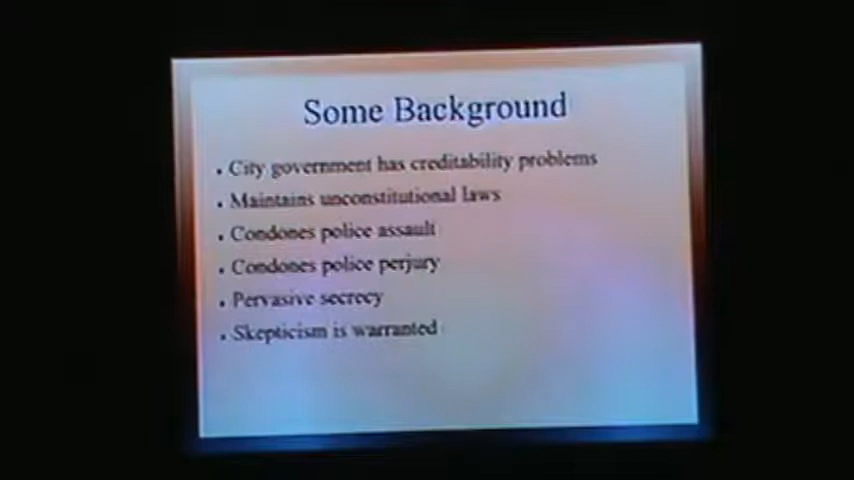 Some Background
• City government has creditability problems
• Maintains unconstitutional laws
• Condones police assault
• Condones police perjury
• Pervasive secrecy
• Skepticism is warranted